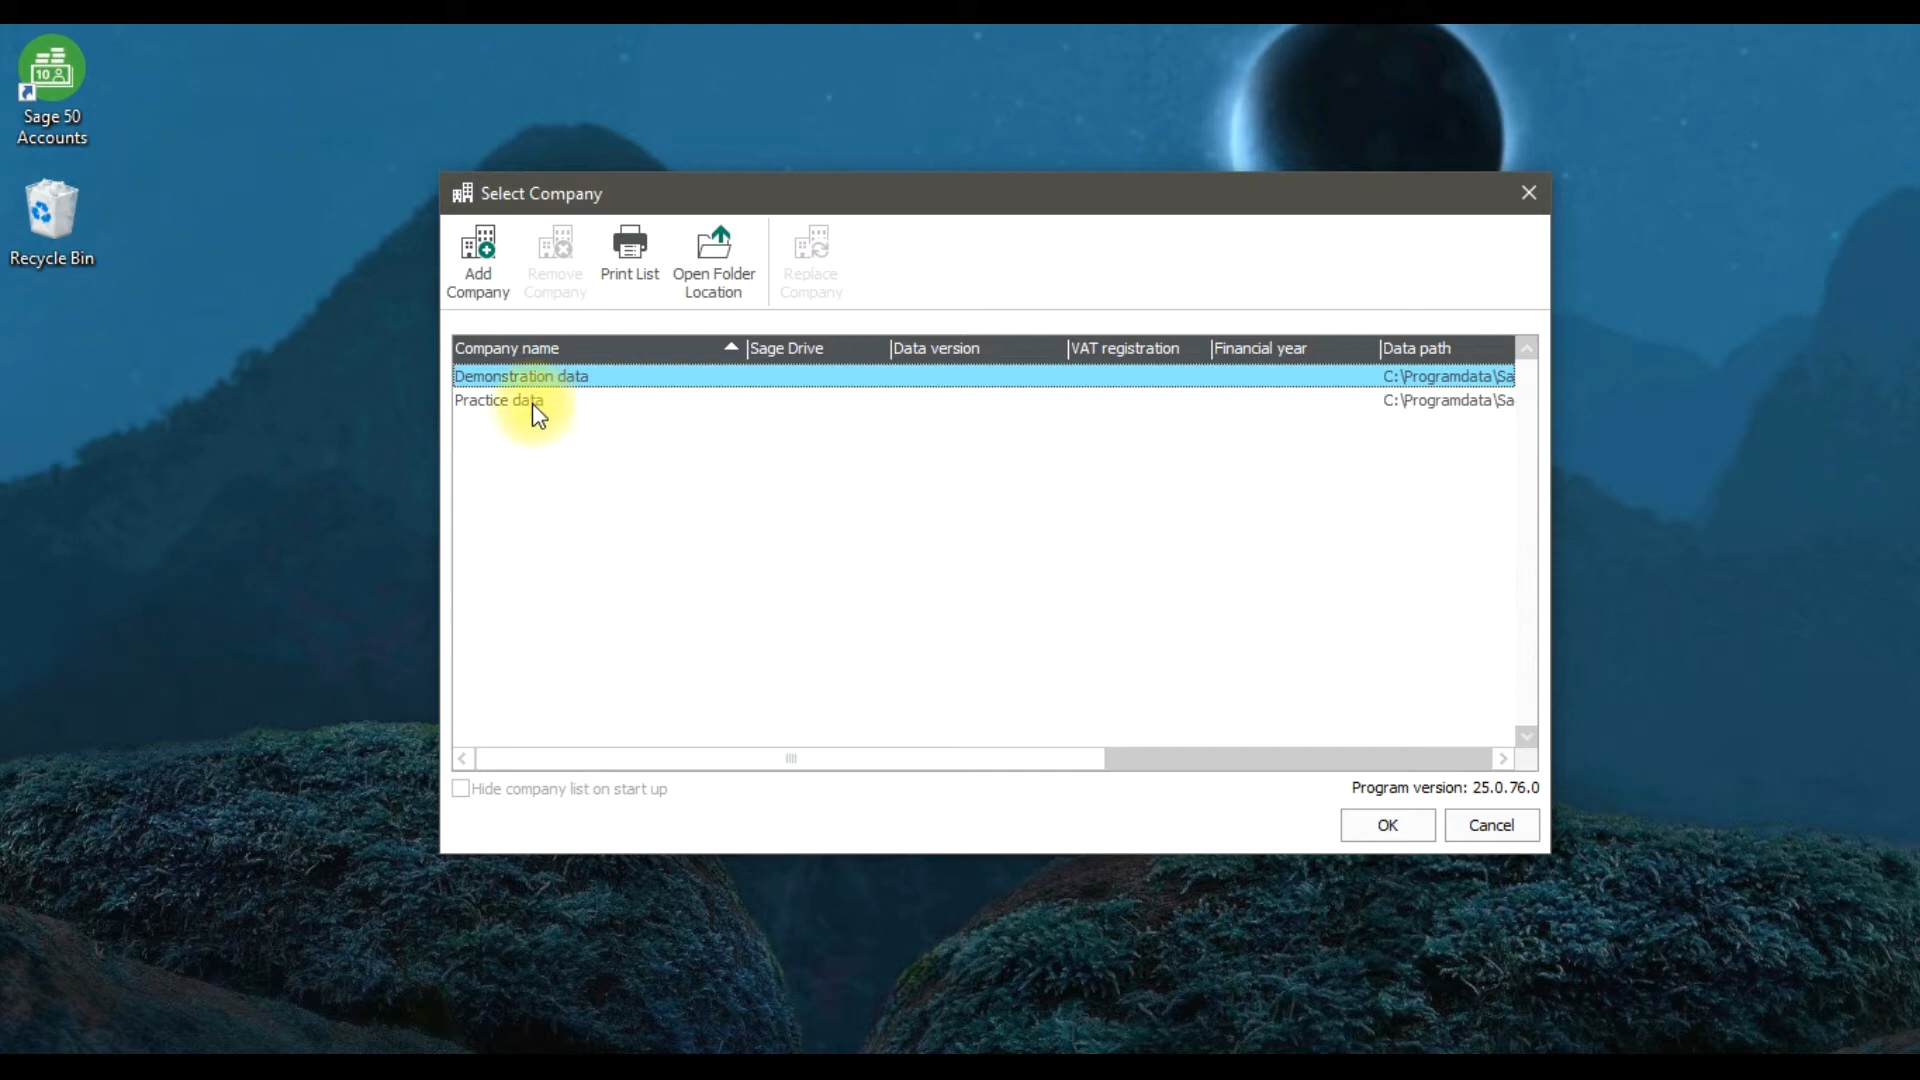 Sage 50
Accounts
Recycle Bin
Select Company
Add
Company
Remove
Company
Print List
Open Folder
Location
Replace
Company
Company name
Sage Drive
Data version
VAT registration
Financial year
Data path
Demonstration data
C:\Programdata\Sa
Practice data
C:\Programdata\Sa
Hide company list on start up
Program version: 25.0.76.0
OK
Cancel